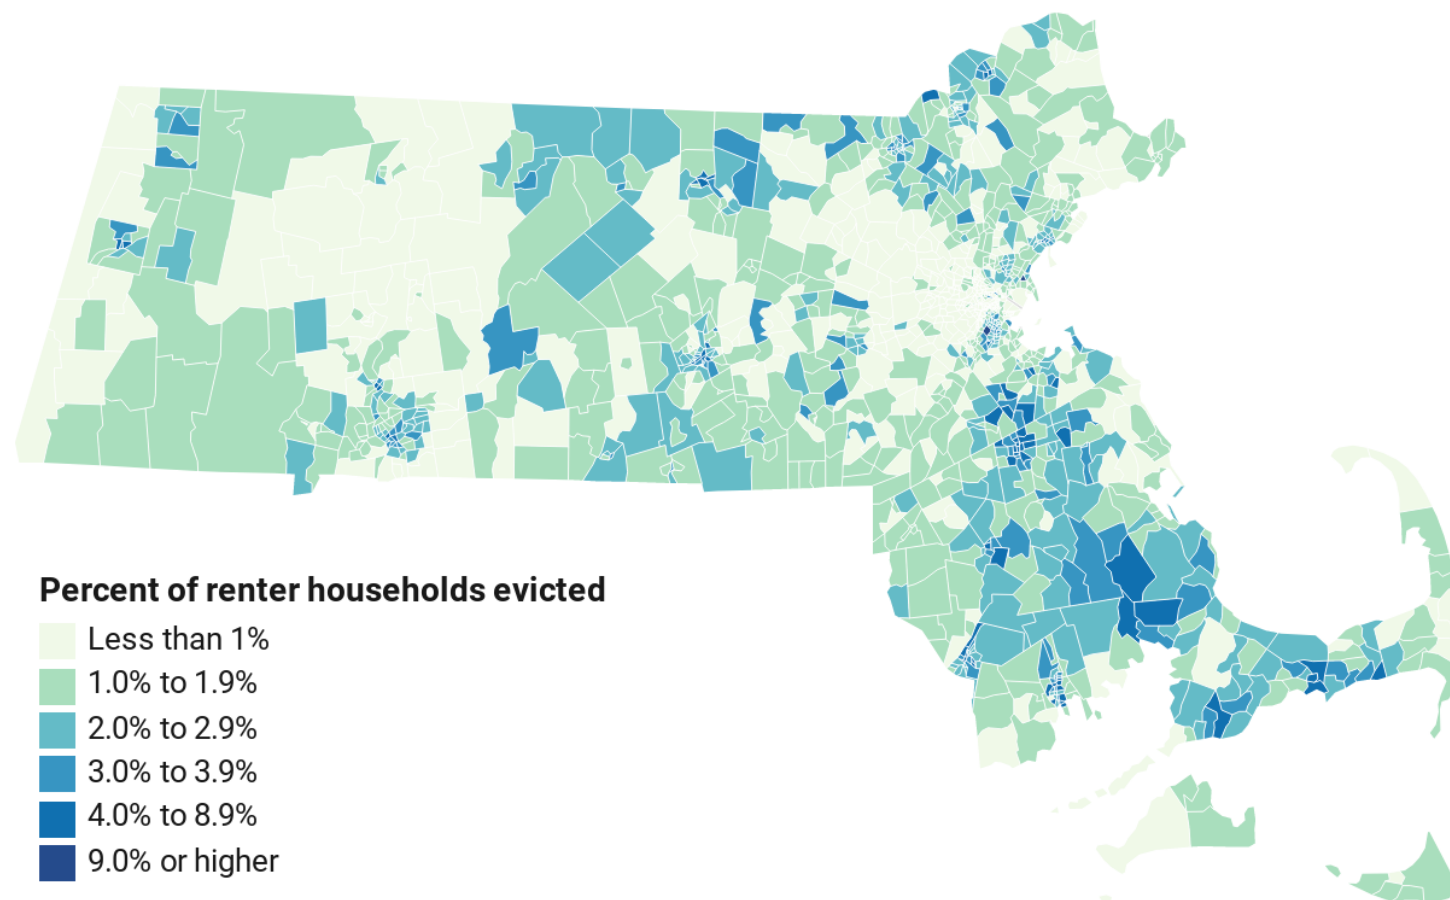 Percent of renter households evicted
Less than 1%
1.0% to 1.9%
2.0% to 2.9%
3.0% to 3.9%
4.0% to 8.9%
9.0% or higher